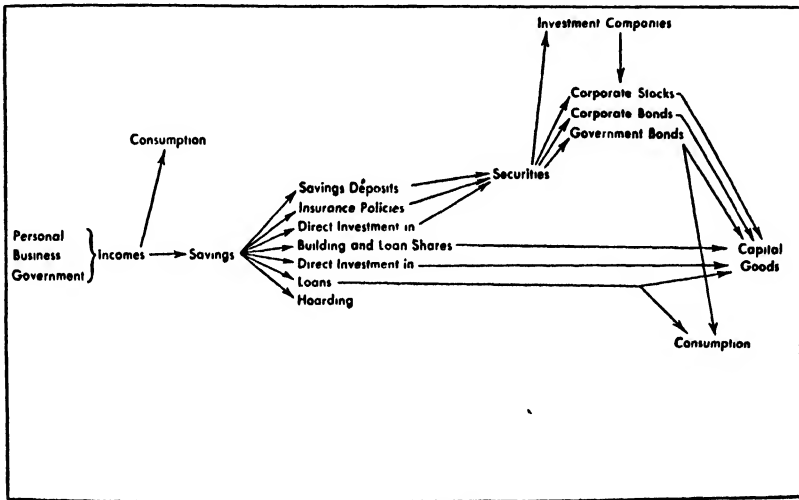 Investment Companies
Corporate Stocks
Corporate Bonds
Government Bonds
Consumption
Securities
Savings Deposits
Insurance Policies
Direct Investment in
Building and Loan Shares
Direct Investment in
Loans
Hoarding
Personal
Business
Government
Incomes
Savings
Capital
Goods
Consumption